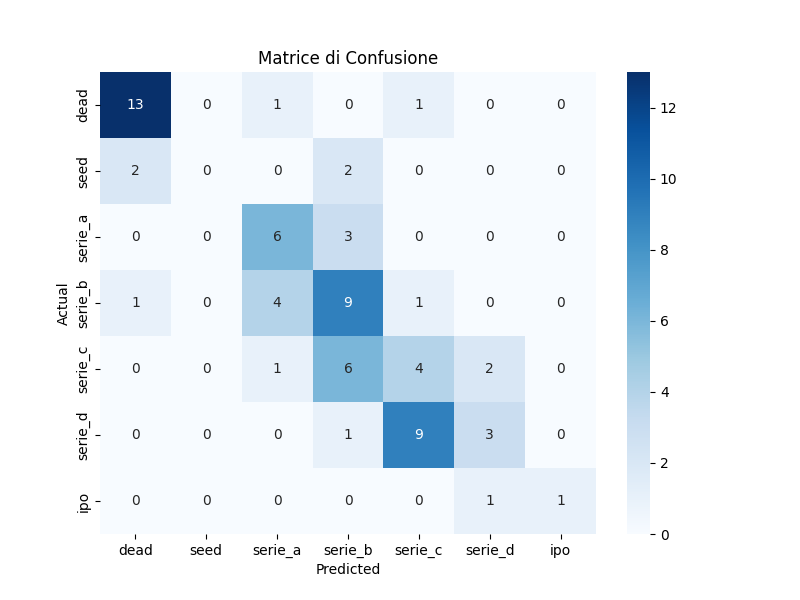 Matrice di Confusione
dead 13 0 1 0 1 0 0
seed 2 0 0 2 0 0 0
serie_a 0 0 6 3 0 0 0
serie_b 1 0 4 9 1 0 0
serie_c 0 0 1 6 4 2 0
serie_d 0 0 0 1 9 3 0
ipo 0 0 0 0 0 1 1
Actual
dead seed serie_a serie_b serie_c serie_d ipo
Predicted
12
10
8
6
4
2
0